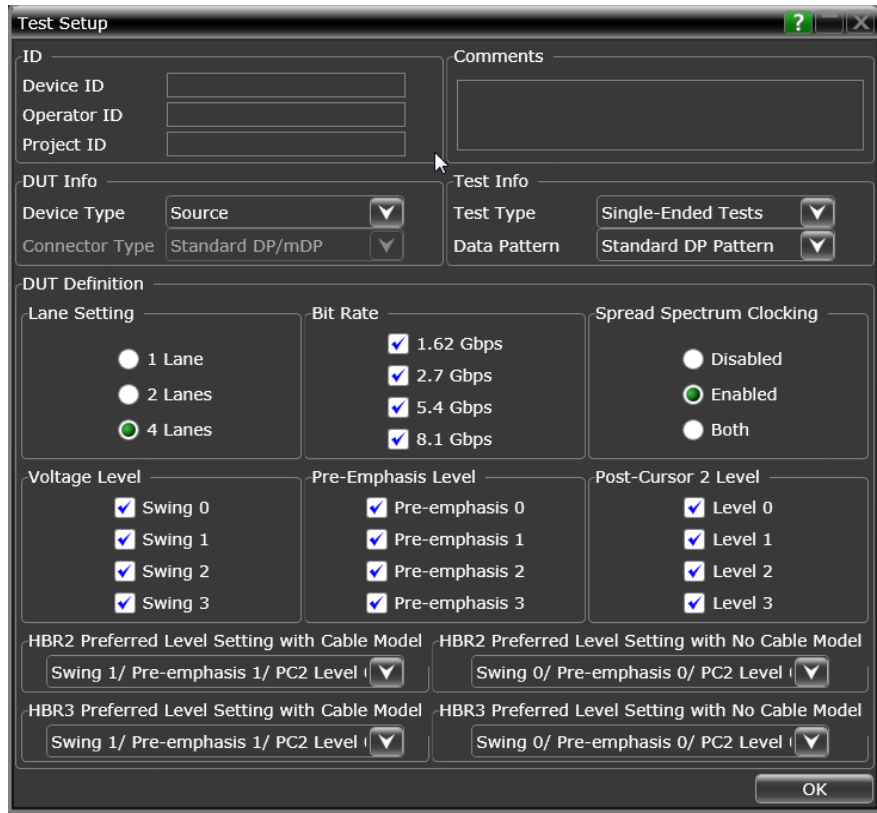 Test Setup ?
ID
Device ID
Operator ID
Project ID
Comments
DUT Info
Device Type Source
Connector Type Standard DP/mDP
Test Info
Test Type Single-Ended Tests
Data Pattern Standard DP Pattern
DUT Definition
Lane Setting
1 Lane
2 Lanes
4 Lanes
Bit Rate
1.62 Gbps
2.7 Gbps
5.4 Gbps
8.1 Gbps
Spread Spectrum Clocking
Disabled
Enabled
Both
Voltage Level
Swing 0
Swing 1
Swing 2
Swing 3
Pre-Emphasis Level
Pre-emphasis 0
Pre-emphasis 1
Pre-emphasis 2
Pre-emphasis 3
Post-Cursor 2 Level
Level 0
Level 1
Level 2
Level 3
HBR2 Preferred Level Setting with Cable Model
Swing 1/ Pre-emphasis 1/ PC2 Level
HBR2 Preferred Level Setting with No Cable Model
Swing 0/ Pre-emphasis 0/ PC2 Level
HBR3 Preferred Level Setting with Cable Model
Swing 1/ Pre-emphasis 1/ PC2 Level
HBR3 Preferred Level Setting with No Cable Model
Swing 0/ Pre-emphasis 0/ PC2 Level
OK